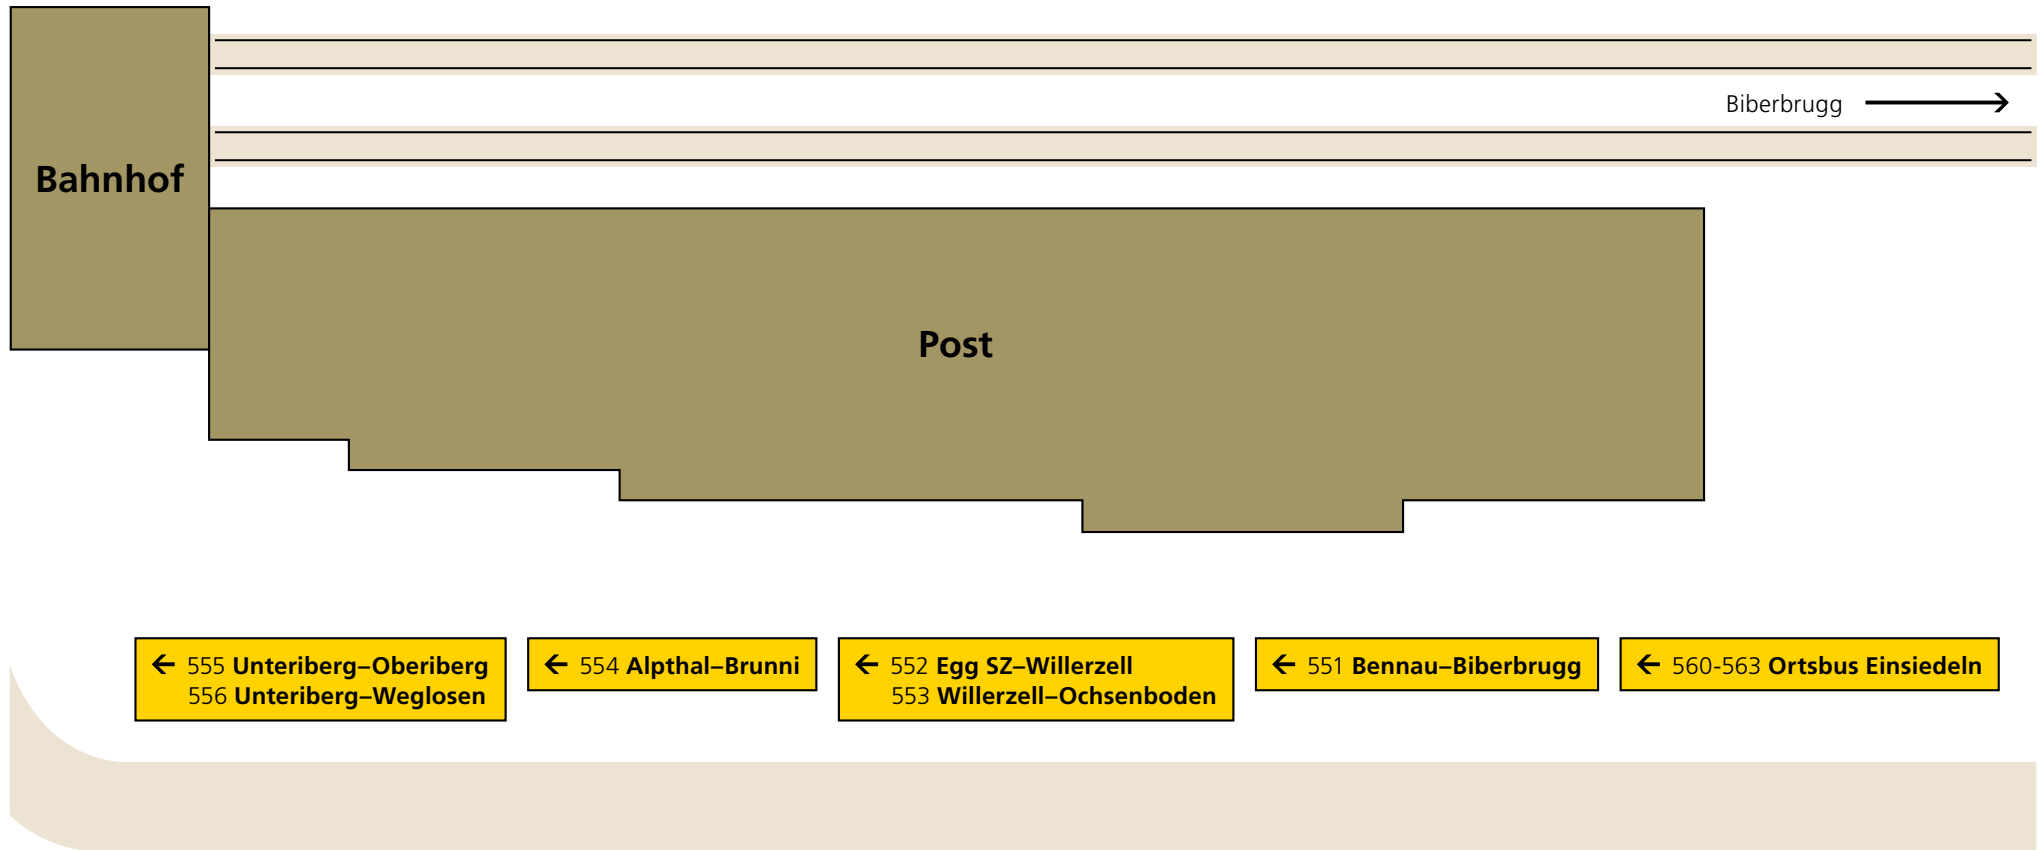 Biberbrugg
Bahnhof
Post
555 Unteriberg–Oberiberg
556 Unteriberg–Weglosen
554 Alpthal–Brunni
552 Egg SZ–Willerzell
553 Willerzell–Ochsenboden
551 Bennau–Biberbrugg
560-563 Ortsbus Einsiedeln